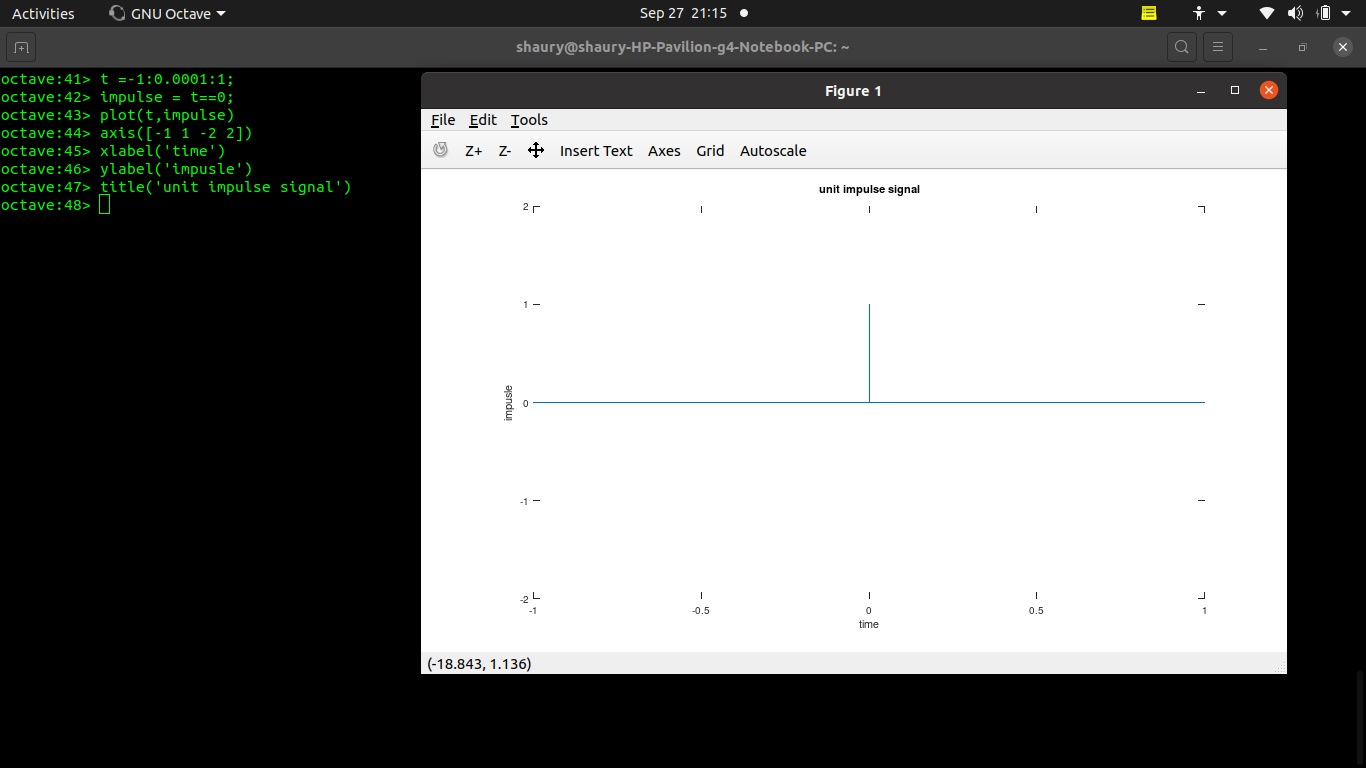 Activities GNU Octave Sep 27 21:15
shaury@shaury-HP-Pavilion-g4-Notebook-PC: ~
octave:41> t =-1:0.0001:1;
octave:42> impulse = t==0;
octave:43> plot(t,impulse)
octave:44> axis([-1 1 -2 2])
octave:45> xlabel('time')
octave:46> ylabel('impusle')
octave:47> title('unit impulse signal')
octave:48>
Figure 1
File Edit Tools
Z+ Z- Insert Text Axes Grid Autoscale
unit impulse signal
2
1
0
-1
-2
impusle
-1 -0.5 0 0.5 1
time
(-18.843, 1.136)